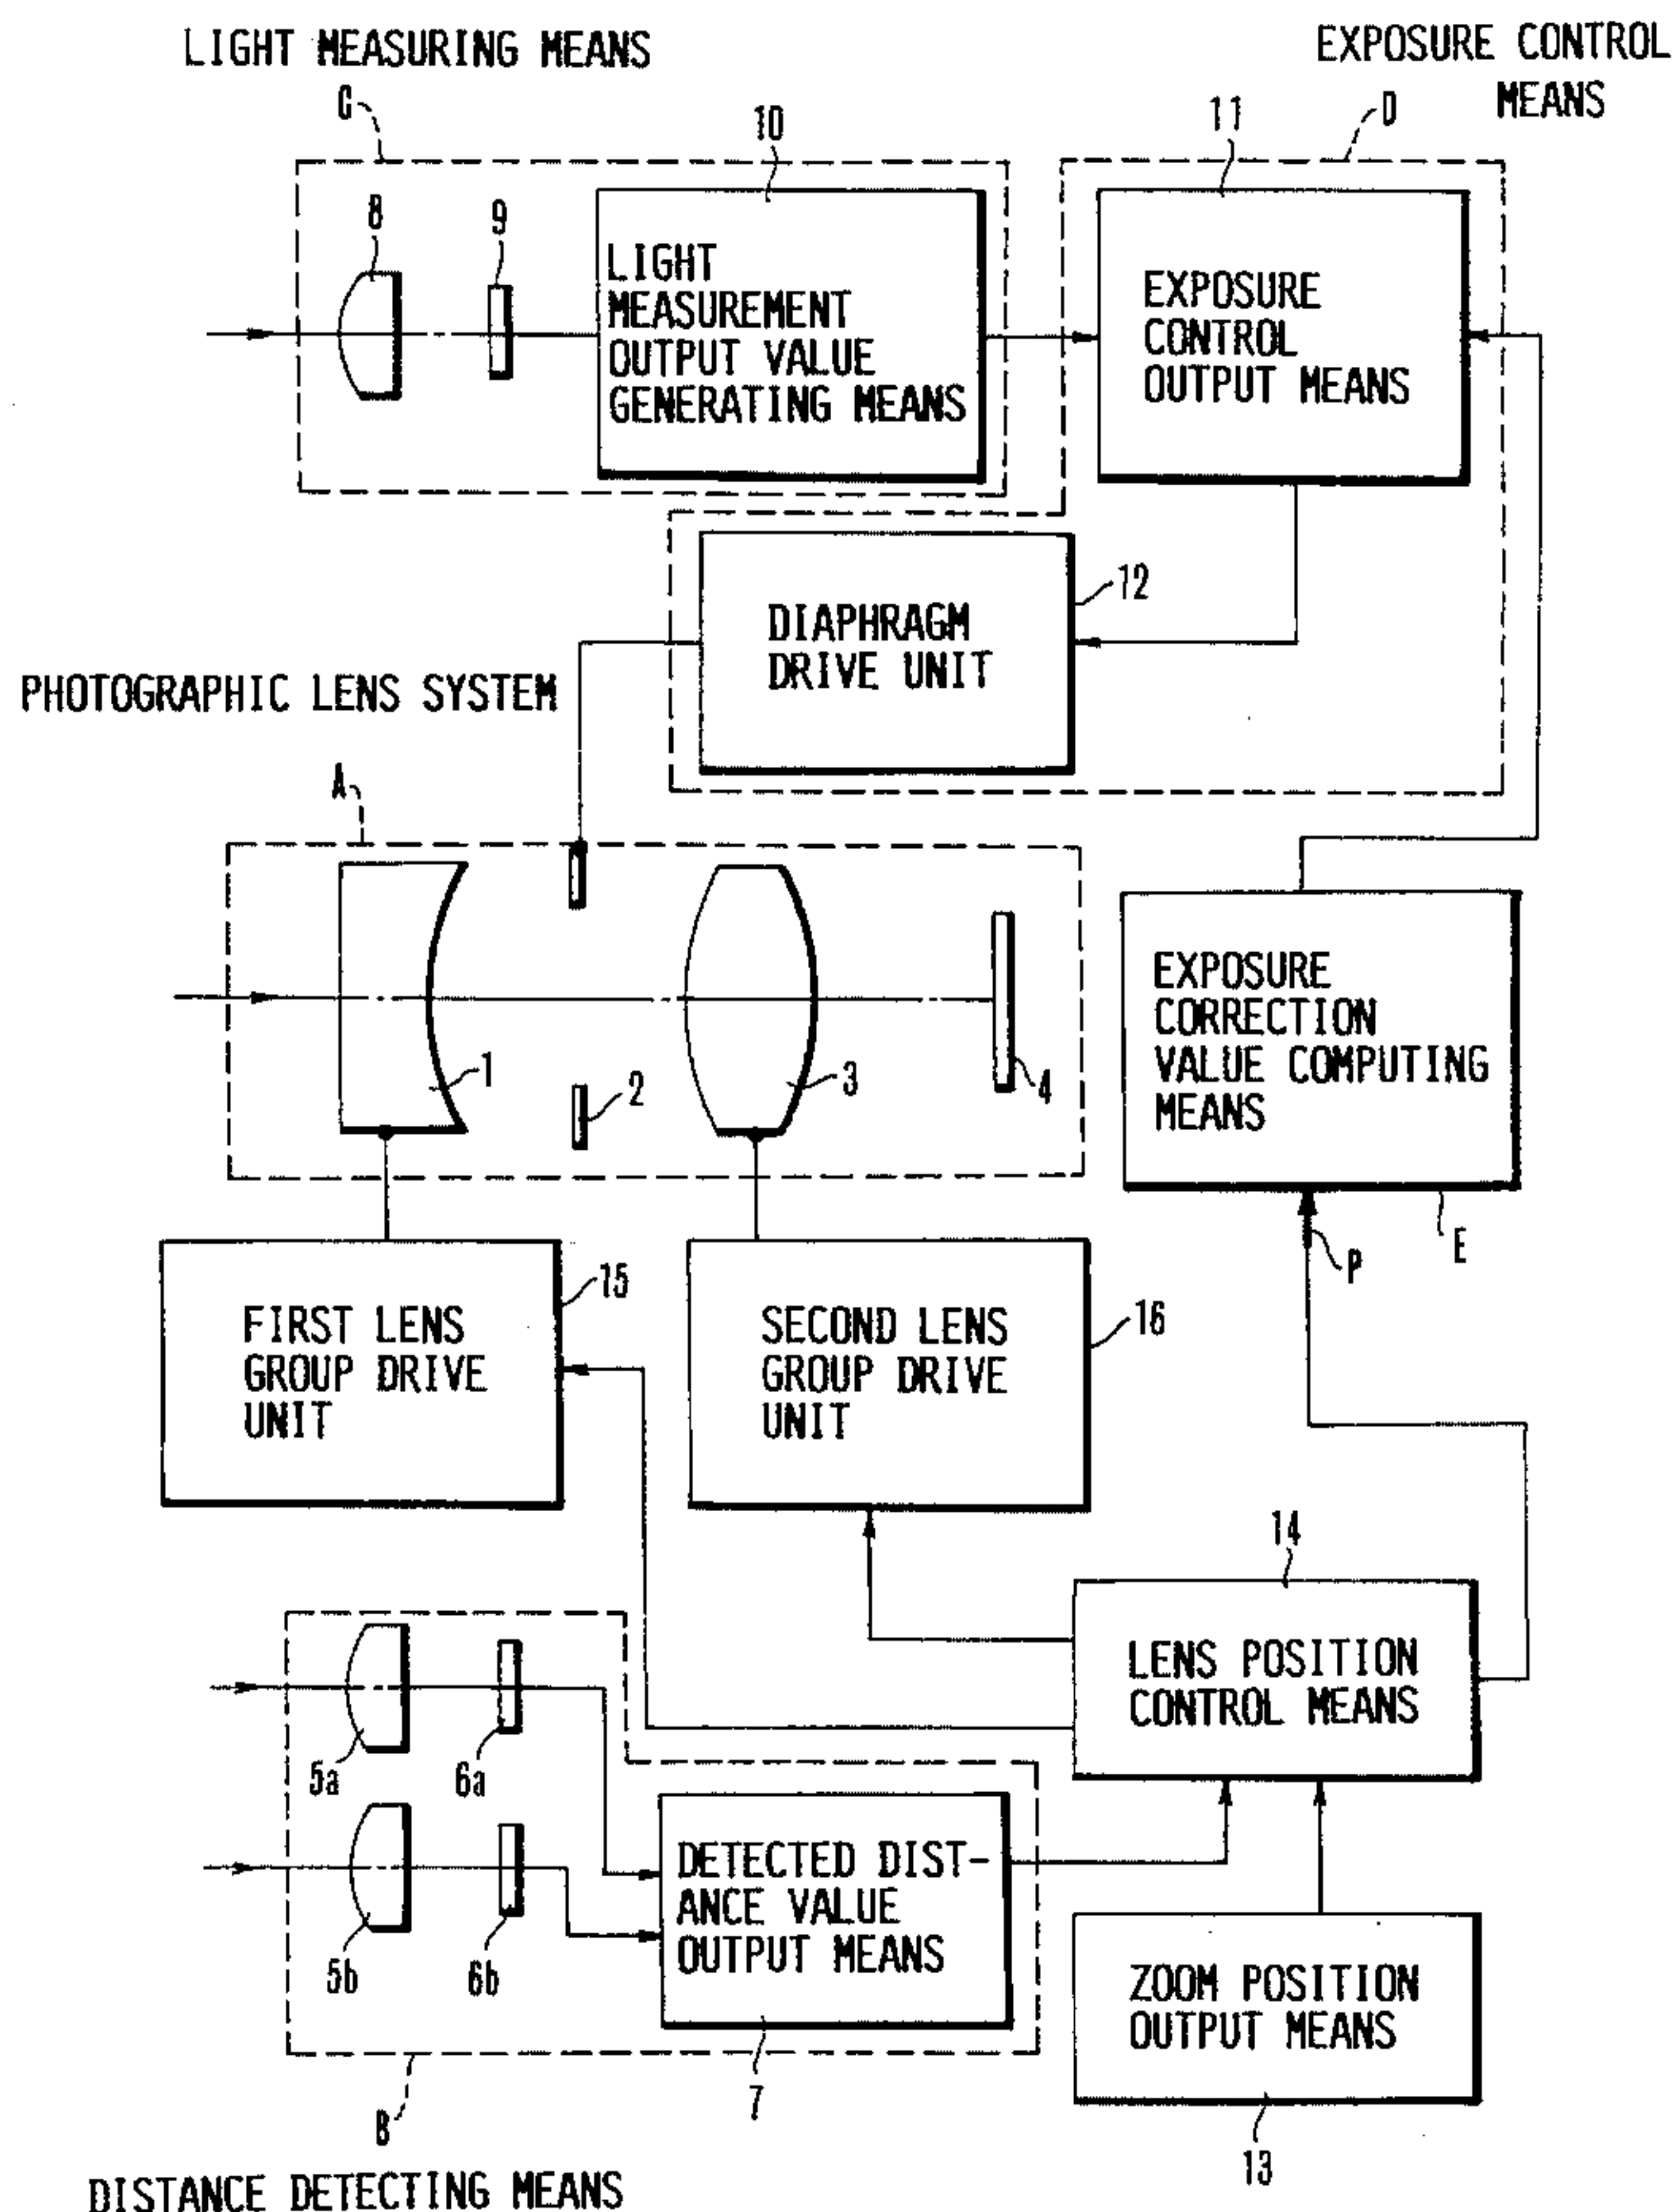 LIGHT MEASURING MEANS
EXPOSURE CONTROL
MEANS
C
10
11
D
8
9
LIGHT
MEASUREMENT
OUTPUT VALUE
GENERATING MEANS
EXPOSURE
CONTROL
OUTPUT MEANS
12
DIAPHRAGM
DRIVE UNIT
PHOTOGRAPHIC LENS SYSTEM
A
EXPOSURE
CORRECTION
VALUE COMPUTING
MEANS
1
2
3
4
E
P
15
16
FIRST LENS
GROUP DRIVE
UNIT
SECOND LENS
GROUP DRIVE
UNIT
14
LENS POSITION
CONTROL MEANS
5a
6a
DETECTED DIST-
ANCE VALUE
OUTPUT MEANS
5b
6b
ZOOM POSITION
OUTPUT MEANS
7
B
13
DISTANCE DETECTING MEANS